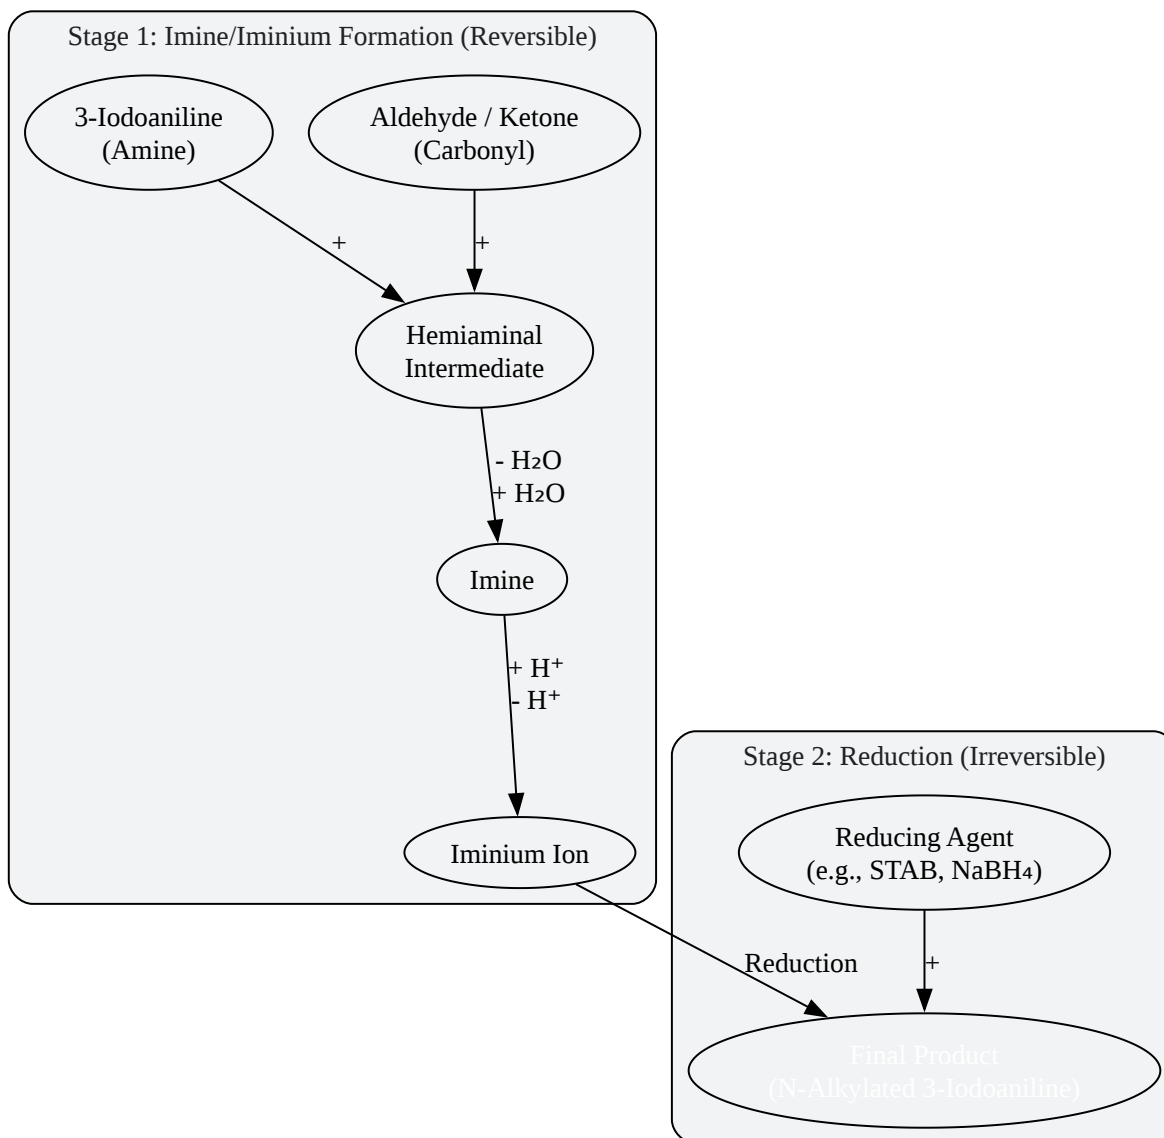 Stage 1: Imine/Iminium Formation (Reversible)
3-Iodoaniline
(Amine)
Aldehyde / Ketone
(Carbonyl)
+
+
Hemiaminal
Intermediate
- H₂O
+ H₂O
Imine
+ H⁺
- H⁺
Iminium Ion
Stage 2: Reduction (Irreversible)
Reducing Agent
(e.g., STAB, NaBH₄)
Reduction
+
Final Product
(N-Alkylated 3-Iodoaniline)